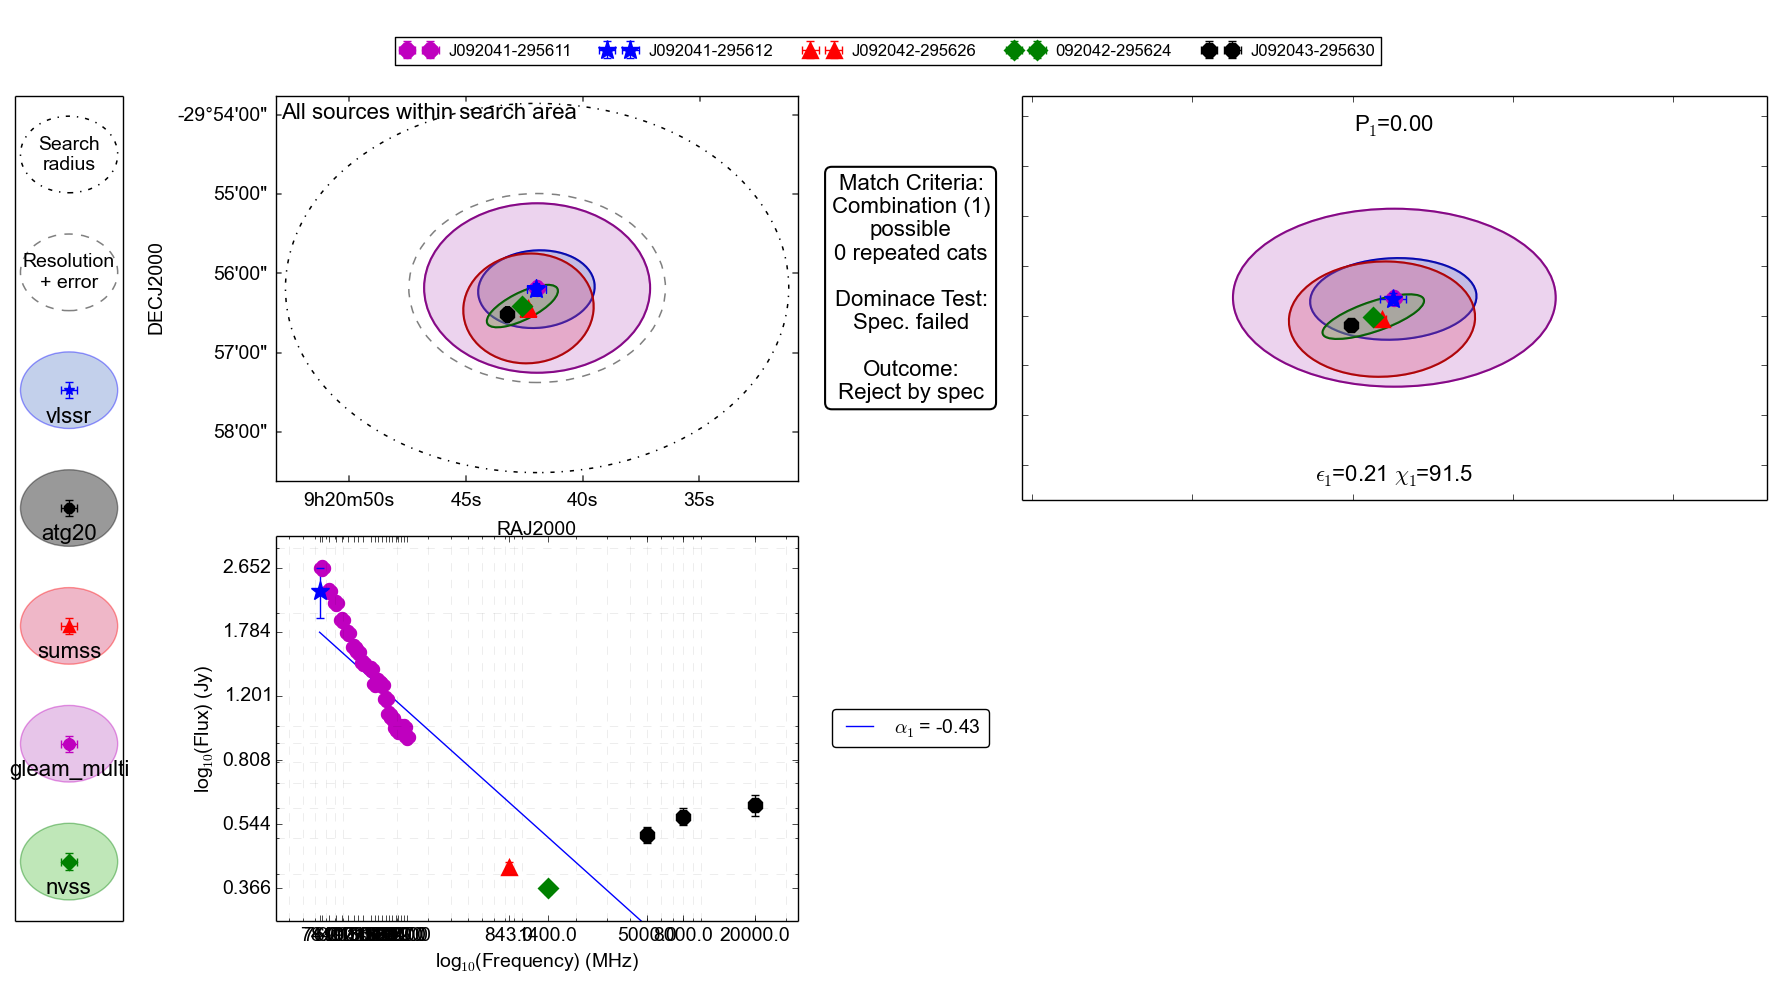 J092041-295611
J092041-295612
J092042-295626
092042-295624
J092043-295630
Search
radius
Resolution
+ error
vlssr
atg20
sumss
gleam_multi
nvss
All sources within search area
DECJ2000
-29°54'00"
55'00"
56'00"
57'00"
58'00"
9h20m50s
45s
40s
35s
RAJ2000
Match Criteria:
Combination (1)
possible
0 repeated cats
Dominace Test:
Spec. failed
Outcome:
Reject by spec
P₁=0.00
ϵ₁=0.21 χ₁=91.5
log₁₀(Flux) (Jy)
2.652
1.784
1.201
0.808
0.544
0.366
843.0
1400.0
5000.0
8000.0
20000.0
log₁₀(Frequency) (MHz)
α₁ = -0.43